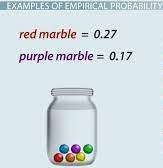 EXAMPLES OF EMPIRICAL PROBABILITY
red marble = 0.27
purple marble = 0.17